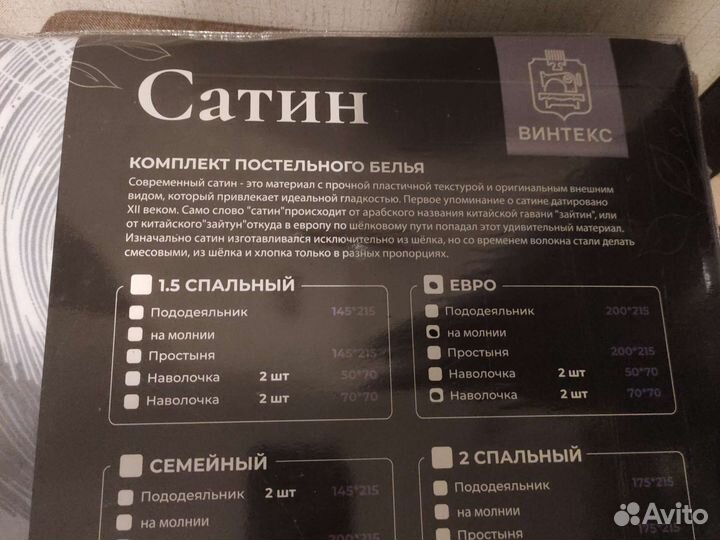 Сатин
ВИНТЕКС
КОМПЛЕКТ ПОСТЕЛЬНОГО БЕЛЬЯ
Современный сатин - это материал с прочной пластичной текстурой и оригинальным внешним
видом, который привлекает идеальной гладкостью. Первое упоминание о сатине датировано
XII веком. Само слово "сатин"происходит от арабского названия китайской гавани "зайтин", или
от китайского"зайтун"откуда в европу по шёлковому пути попадал этот удивительный материал.
Изначально сатин изготавливался исключительно из шёлка, но со временем волокна стали делать
смесовыми, из шёлка и хлопка только в разных пропорциях.
1.5 СПАЛЬНЫЙ
Пододеяльник 145*215
на молнии
Простыня 145*215
Наволочка 2 шт 50*70
Наволочка 2 шт 70*70
ЕВРО
Пододеяльник 200*215
на молнии
Простыня 200*215
Наволочка 2 шт 50*70
Наволочка 2 шт 70*70
СЕМЕЙНЫЙ
Пододеяльник 2 шт 145*215
на молнии
200*215
2 СПАЛЬНЫЙ
Пододеяльник 175*215
на молнии
Простыня
Avito